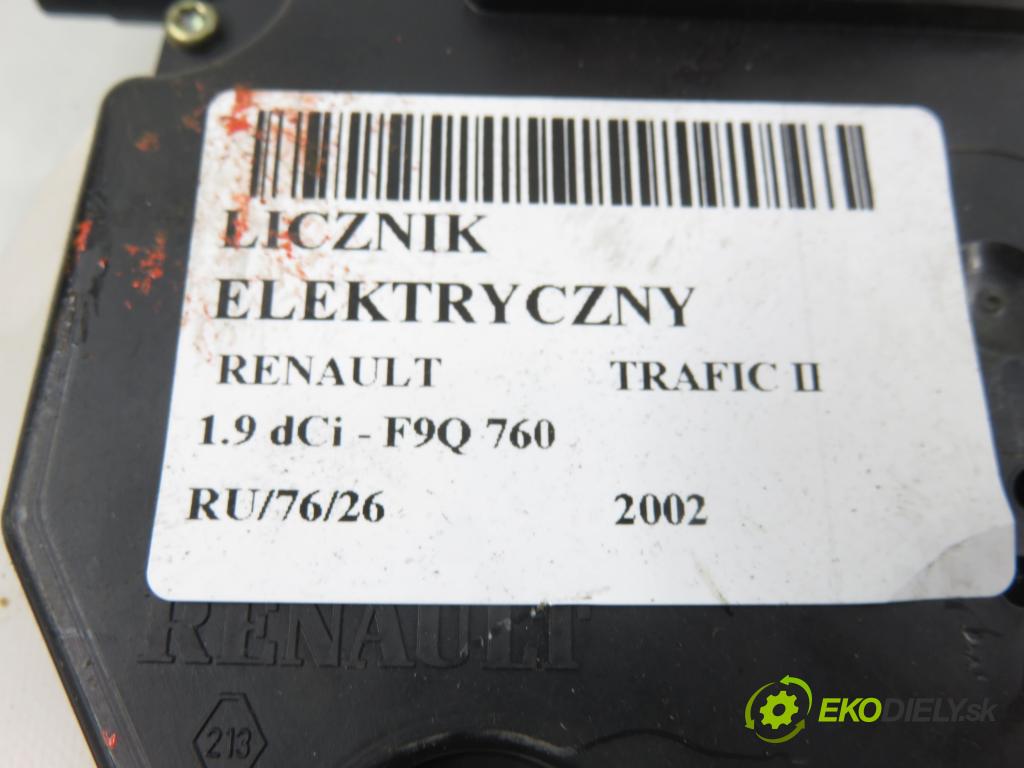 LICZNIK
ELEKTRYCZNY
RENAULT TRAFIC II
1.9 dCi - F9Q 760
RU/76/26 2002
RENAULT
213
EKODIELY.sk